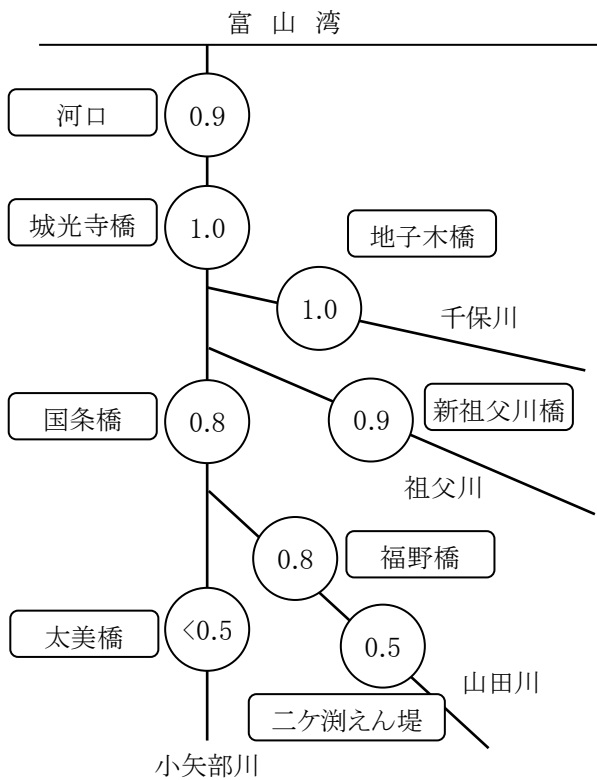 富山湾
河口
0.9
城光寺橋
1.0
地子木橋
1.0
千保川
国条橋
0.8
0.9
新祖父川橋
祖父川
0.8
福野橋
太美橋
<0.5
0.5
山田川
二ケ渕えん堤
小矢部川